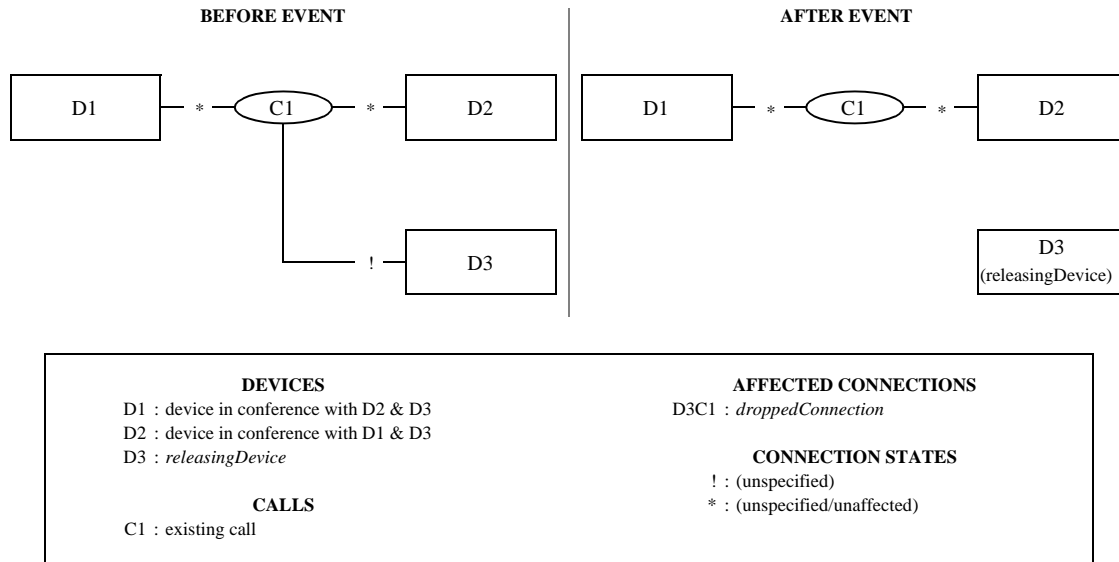 BEFORE EVENT
AFTER EVENT
D1 * C1 * D2
D1 * C1 * D2
! D3
D3
(releasingDevice)
DEVICES
D1 : device in conference with D2 & D3
D2 : device in conference with D1 & D3
D3 : releasingDevice
CALLS
C1 : existing call
AFFECTED CONNECTIONS
D3C1 : droppedConnection
CONNECTION STATES
! : (unspecified)
* : (unspecified/unaffected)